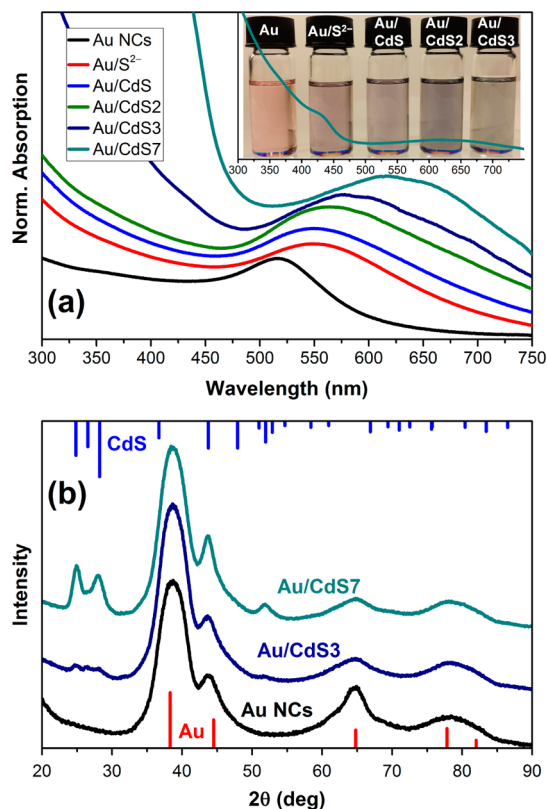 Au
Au/S²⁻
Au/
CdS
Au/
CdS2
Au/
CdS3
Au NCs
Au/S²⁻
Au/CdS
Au/CdS2
Au/CdS3
Au/CdS7
300 350 400 450 500 550 600 650 700
Norm. Absorption
(a)
300 350 400 450 500 550 600 650 700 750
Wavelength (nm)
CdS
(b)
Intensity
Au/CdS7
Au/CdS3
Au NCs
Au
20 30 40 50 60 70 80 90
2θ (deg)